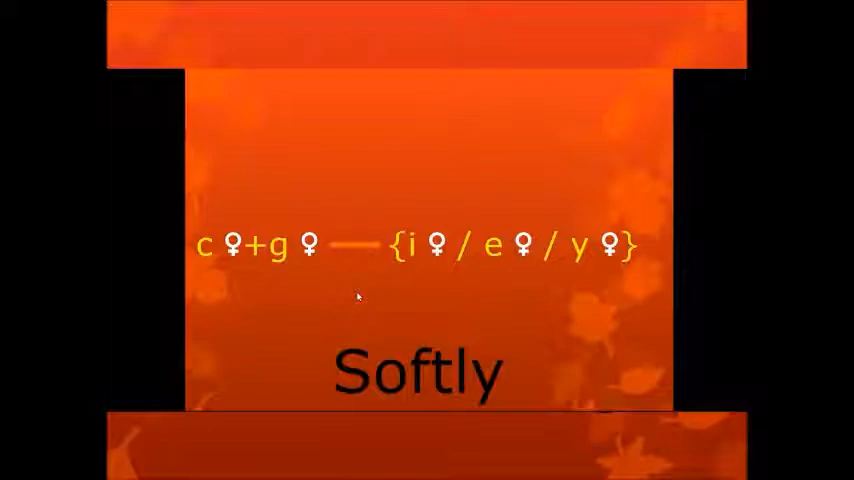 c ♀+g ♀ — {i ♀ / e ♀ / y ♀}
Softly